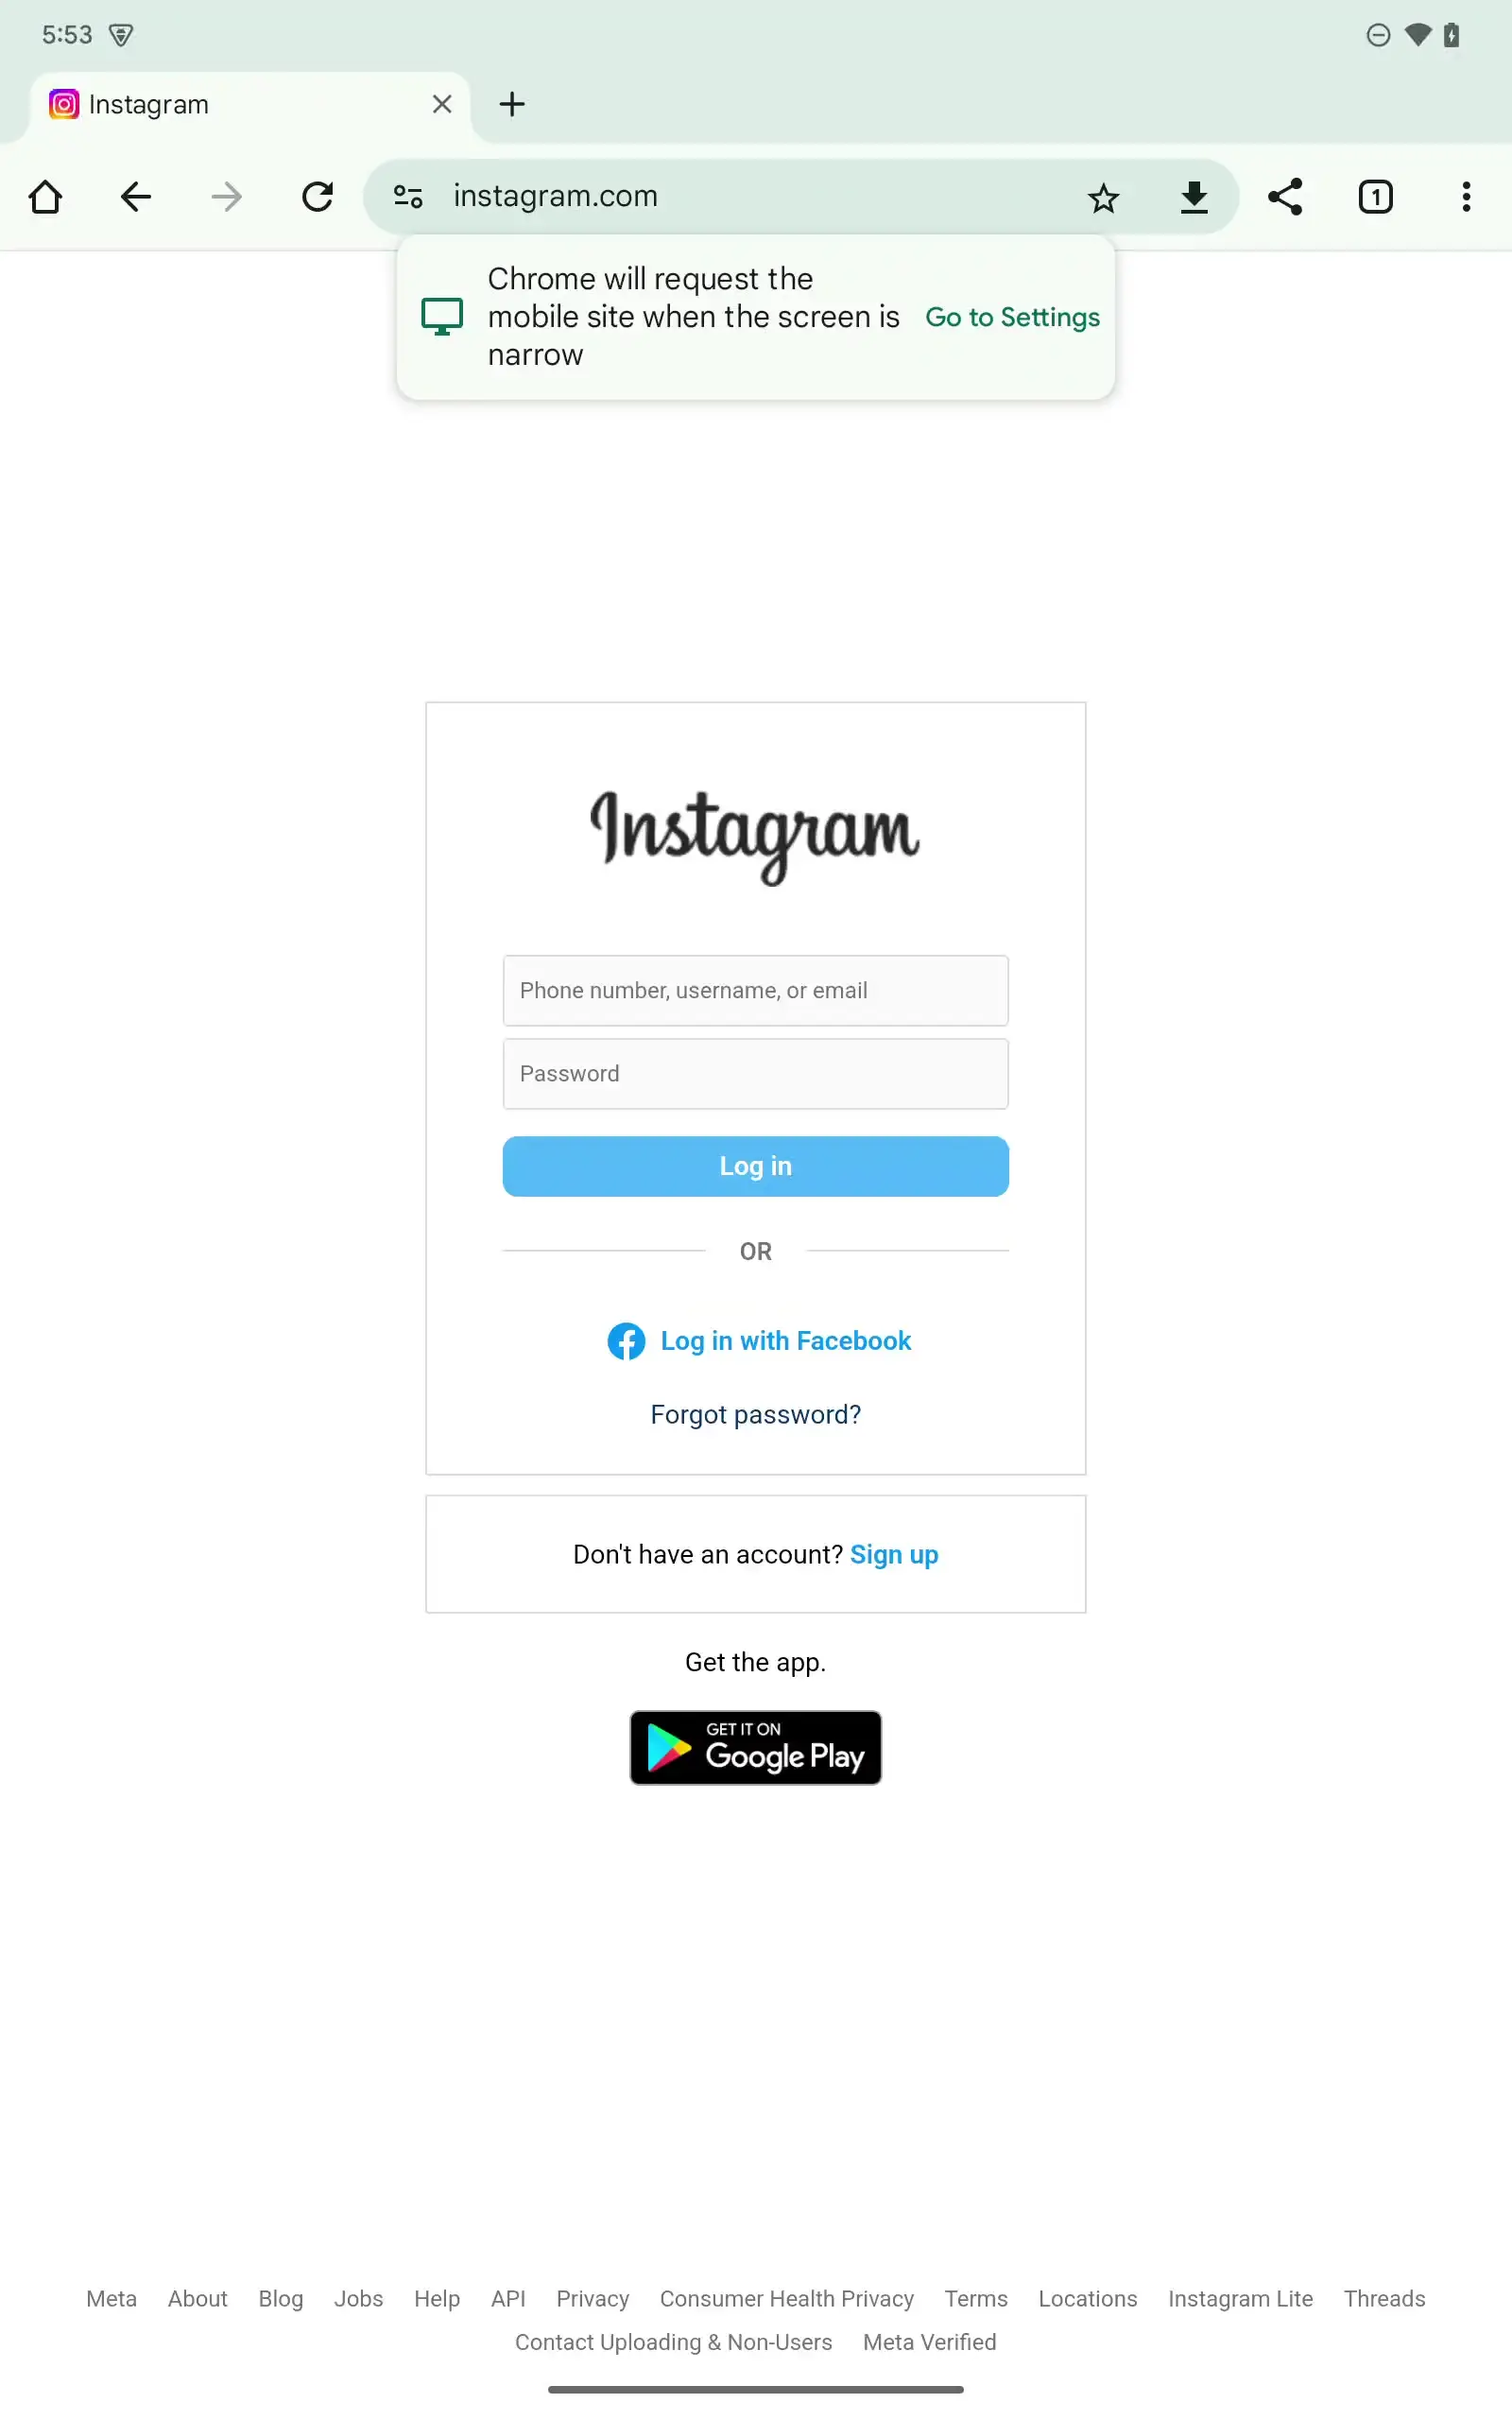 5:53
Instagram
instagram.com
1
Chrome will request the
mobile site when the screen is
narrow
Go to Settings
Instagram
Phone number, username, or email
Password
Log in
OR
Log in with Facebook
Forgot password?
Don't have an account? Sign up
Get the app.
GET IT ON
Google Play
Meta About Blog Jobs Help API Privacy Consumer Health Privacy Terms Locations Instagram Lite Threads
Contact Uploading & Non-Users Meta Verified